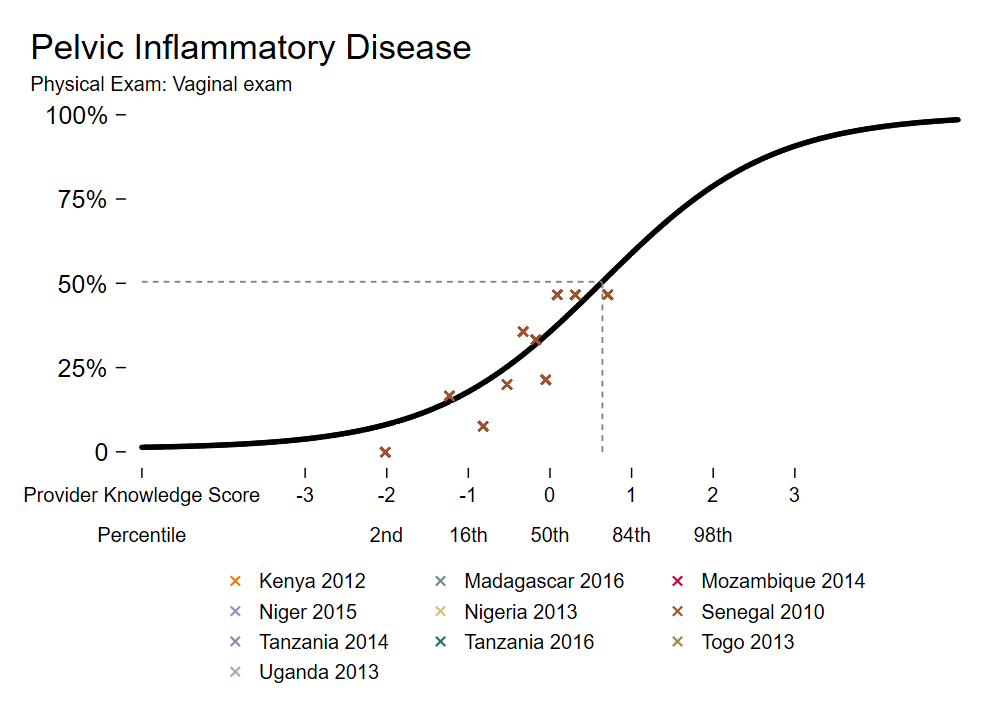 Pelvic Inflammatory Disease
Physical Exam: Vaginal exam
100%
75%
50%
25%
0
Provider Knowledge Score -3 -2 -1 0 1 2 3
Percentile 2nd 16th 50th 84th 98th
Kenya 2012 Madagascar 2016 Mozambique 2014
Niger 2015 Nigeria 2013 Senegal 2010
Tanzania 2014 Tanzania 2016 Togo 2013
Uganda 2013